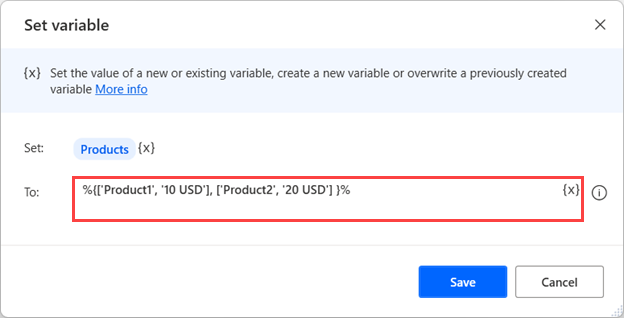 Set variable
{x} Set the value of a new or existing variable, create a new variable or overwrite a previously created
variable More info
Set: Products {x}
To: %{['Product1', '10 USD'], ['Product2', '20 USD'] }% {x}
Save Cancel